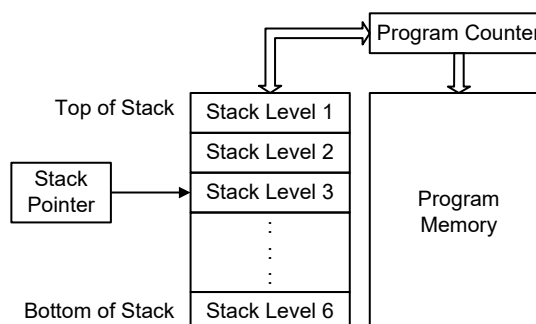 Program Counter
Top of Stack
Stack Level 1
Stack Level 2
Stack
Pointer
Stack Level 3
:
:
:
Program
Memory
Bottom of Stack
Stack Level 6